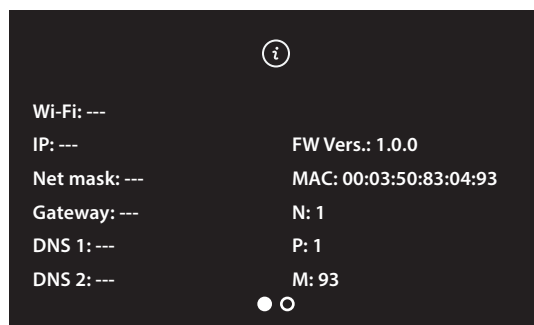 i
Wi-Fi: ---
IP: --- FW Vers.: 1.0.0
Net mask: --- MAC: 00:03:50:83:04:93
Gateway: --- N: 1
DNS 1: --- P: 1
DNS 2: --- M: 93